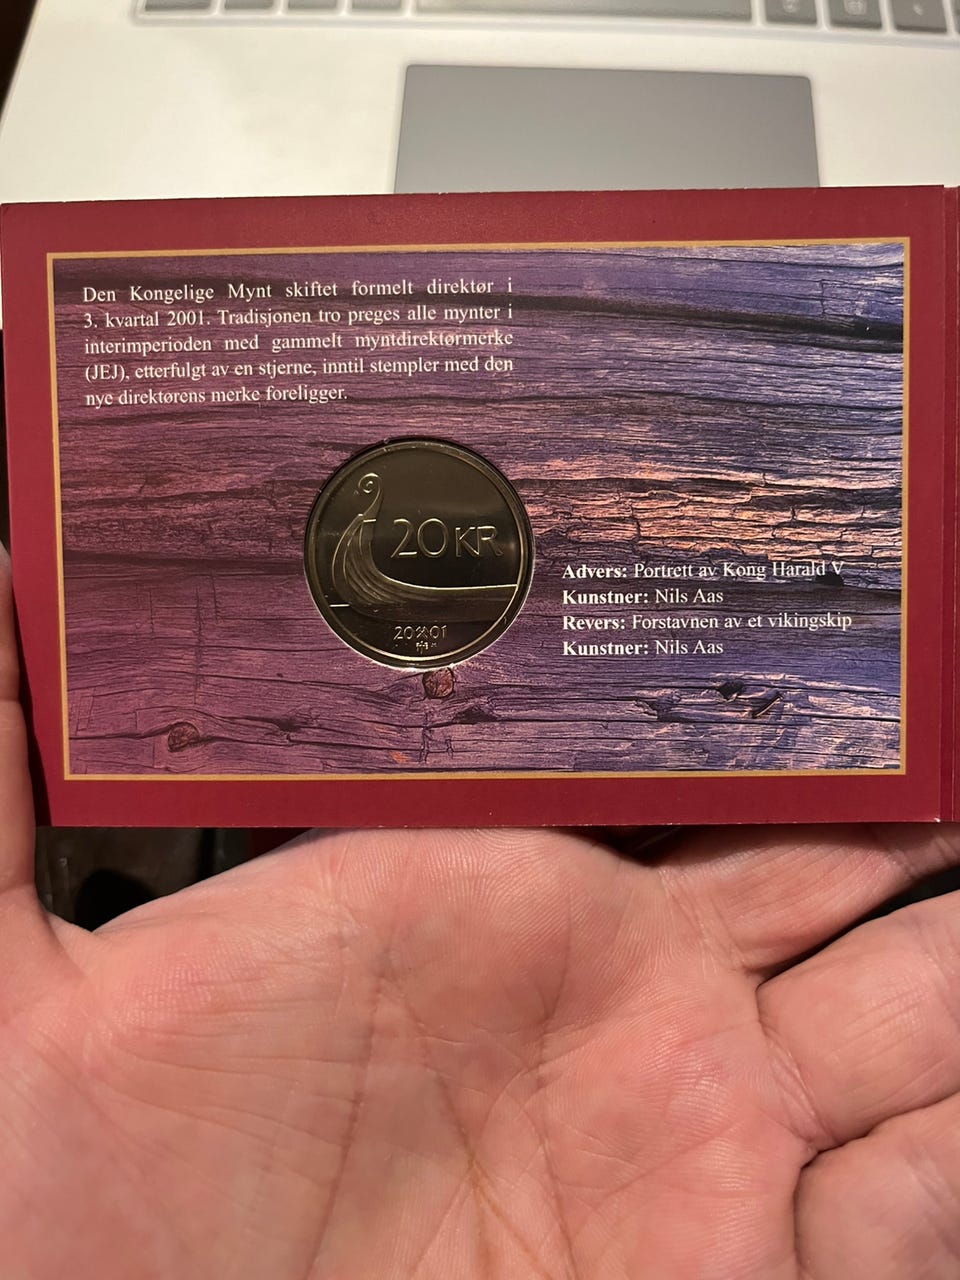 Den Kongelige Mynt skiftet formelt direktør i
3. kvartal 2001. Tradisjonen tro preges alle mynter i
interimperioden med gammelt myntdirektørmerke
(JEJ), etterfulgt av en stjerne, inntil stempler med den
nye direktørens merke foreligger.
20 KR
20 01
Advers: Portrett av Kong Harald V
Kunstner: Nils Aas
Revers: Forstavnen av et vikingskip
Kunstner: Nils Aas